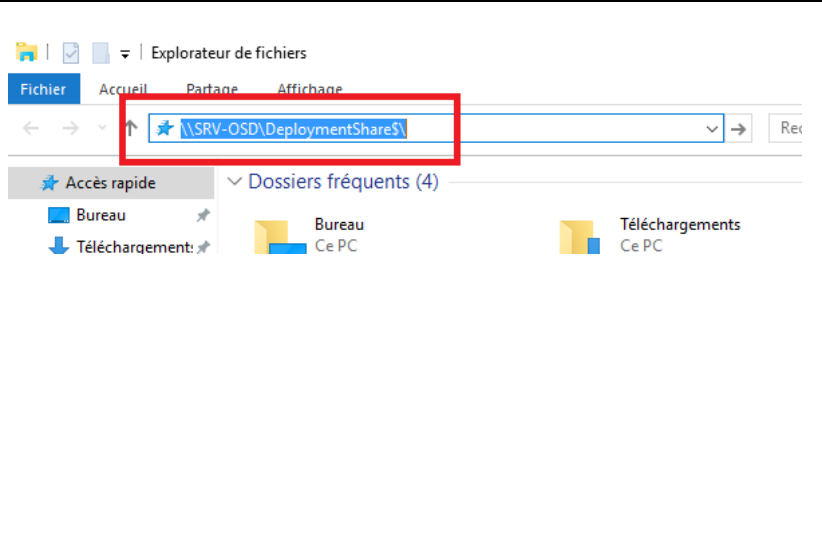 Explorateur de fichiers
Fichier Accueil Partage Affichage
\\SRV-OSD\DeploymentShare$\
Rec
Accès rapide
Dossiers fréquents (4)
Bureau
Téléchargements
Bureau
Ce PC
Téléchargements
Ce PC